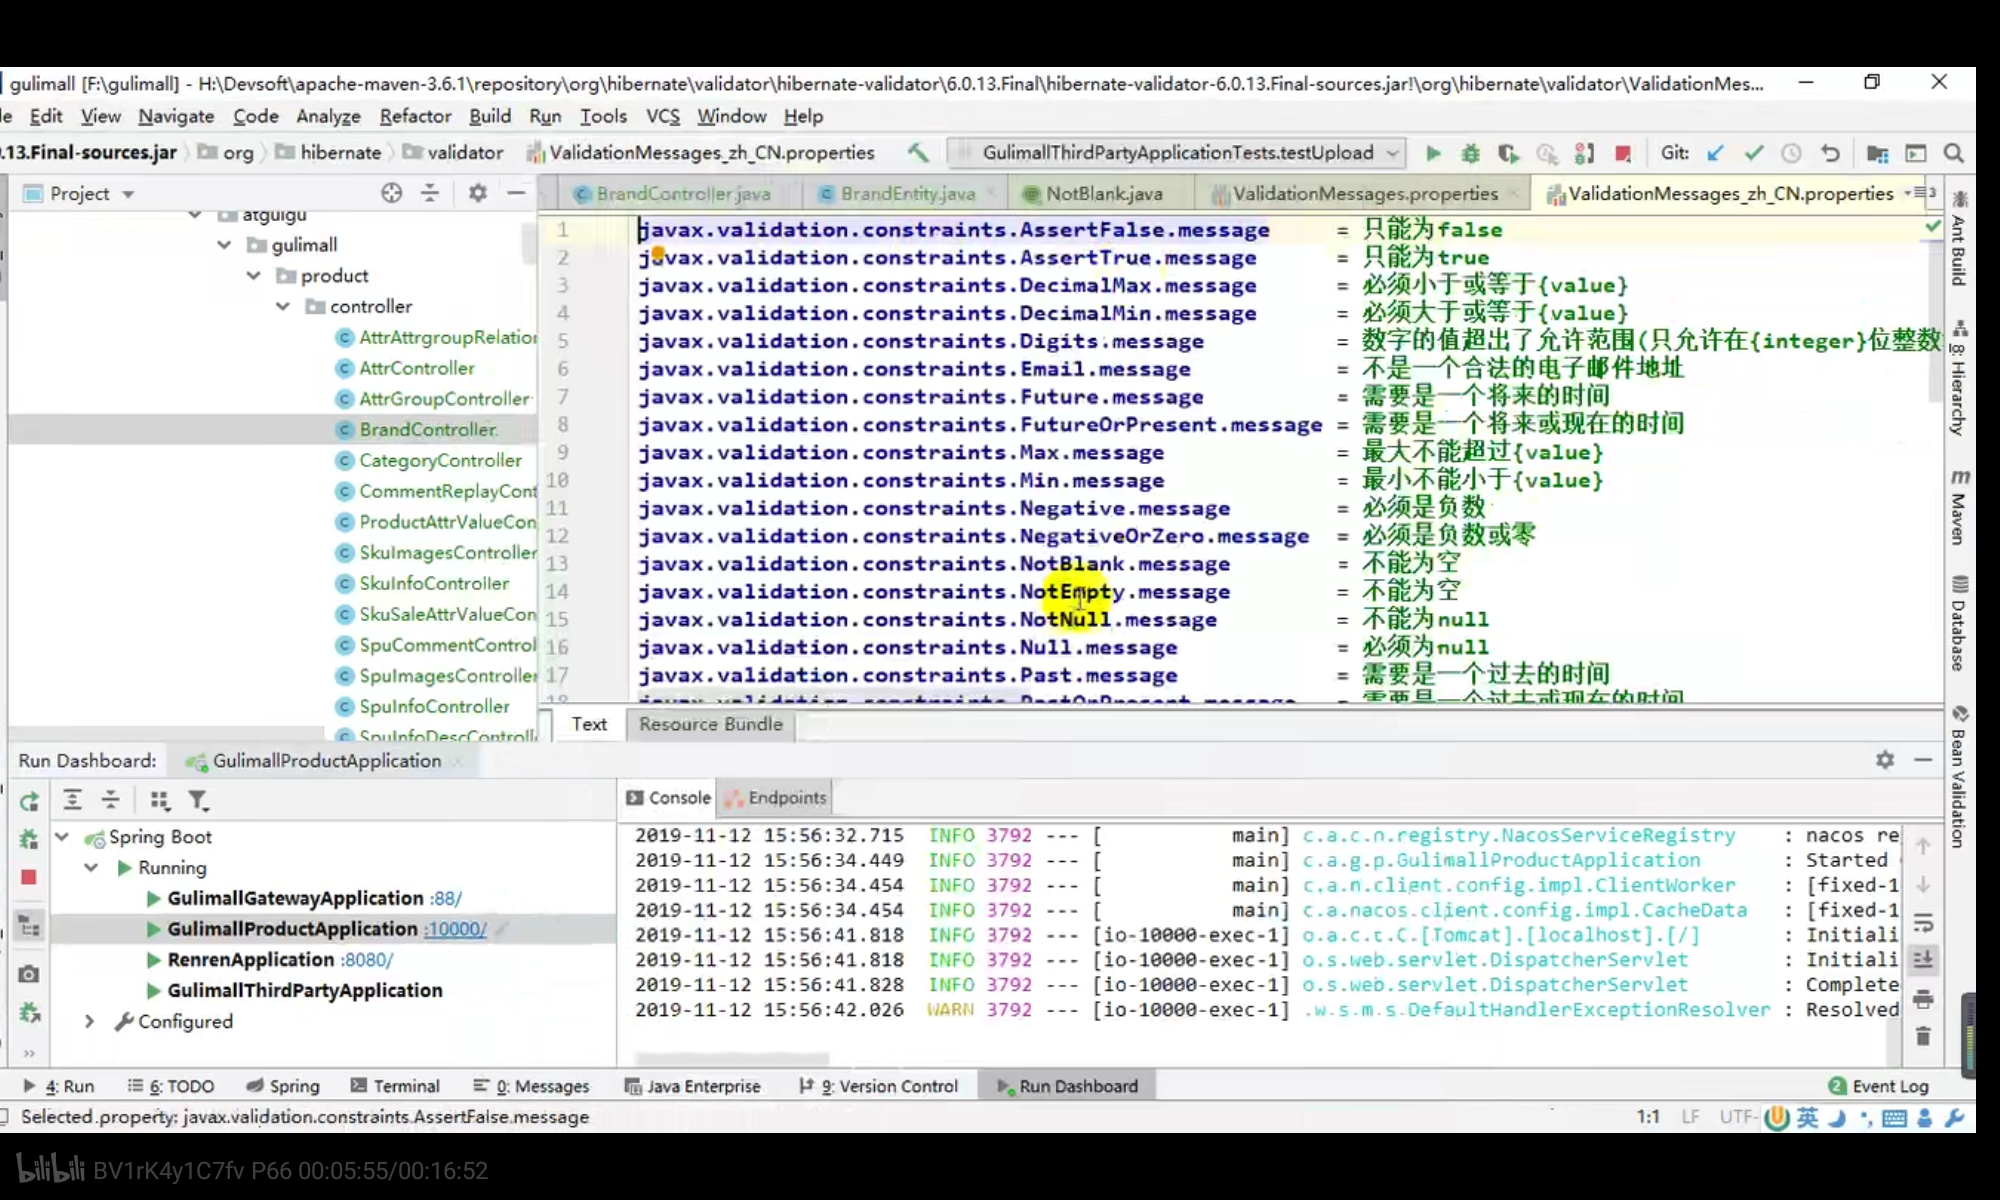 gulimall [F:\gulimall] - H:\Devsoft\apache-maven-3.6.1\repository\org\hibernate\validator\hibernate-validator\6.0.13.Final\hibernate-validator-6.0.13.Final-sources.jar!\org\hibernate\validator\ValidationMes...
Edit View Navigate Code Analyze Refactor Build Run Tools VCS Window Help
.13.Final-sources.jar org hibernate validator ValidationMessages_zh_CN.properties GulimallThirdPartyApplicationTests.testUpload Git:
Project BrandController.java BrandEntity.java NotBlank.java ValidationMessages.properties ValidationMessages_zh_CN.properties
atguigu
gulimall
product
controller
AttrAttrgroupRelation
AttrController
AttrGroupController
BrandController
CategoryController
CommentReplayCont
ProductAttrValueCon
SkuImagesController
SkuInfoController
SkuSaleAttrValueCon
SpuCommentControl
SpuImagesController
SpuInfoController
SpuInfoDescControll
1 javax.validation.constraints.AssertFalse.message = 只能为false
2 javax.validation.constraints.AssertTrue.message = 只能为true
3 javax.validation.constraints.DecimalMax.message = 必须小于或等于{value}
4 javax.validation.constraints.DecimalMin.message = 必须大于或等于{value}
5 javax.validation.constraints.Digits.message = 数字的值超出了允许范围(只允许在{integer}位整数
6 javax.validation.constraints.Email.message = 不是一个合法的电子邮件地址
7 javax.validation.constraints.Future.message = 需要是一个将来的时间
8 javax.validation.constraints.FutureOrPresent.message = 需要是一个将来或现在的时间
9 javax.validation.constraints.Max.message = 最大不能超过{value}
10 javax.validation.constraints.Min.message = 最小不能小于{value}
11 javax.validation.constraints.Negative.message = 必须是负数
12 javax.validation.constraints.NegativeOrZero.message = 必须是负数或零
13 javax.validation.constraints.NotBlank.message = 不能为空
14 javax.validation.constraints.NotEmpty.message = 不能为空
15 javax.validation.constraints.NotNull.message = 不能为null
16 javax.validation.constraints.Null.message = 必须为null
17 javax.validation.constraints.Past.message = 需要是一个过去的时间
18 javax.validation.constraints.PastOrPresent.message = 需要是一个过去或现在的时间
Text Resource Bundle
Ant Build
8: Hierarchy
Maven
Database
Bean Validation
Run Dashboard: GulimallProductApplication
Console Endpoints
Spring Boot
Running
GulimallGatewayApplication :88/
GulimallProductApplication :10000/
RenrenApplication :8080/
GulimallThirdPartyApplication
Configured
2019-11-12 15:56:32.715 INFO 3792 --- [ main] c.a.c.n.registry.NacosServiceRegistry : nacos re
2019-11-12 15:56:34.449 INFO 3792 --- [ main] c.a.g.p.GulimallProductApplication : Started
2019-11-12 15:56:34.454 INFO 3792 --- [ main] c.a.n.client.config.impl.ClientWorker : [fixed-1
2019-11-12 15:56:34.454 INFO 3792 --- [ main] c.a.nacos.client.config.impl.CacheData : [fixed-1
2019-11-12 15:56:41.818 INFO 3792 --- [io-10000-exec-1] o.a.c.c.C.[Tomcat].[localhost].[/] : Initiali
2019-11-12 15:56:41.818 INFO 3792 --- [io-10000-exec-1] o.s.web.servlet.DispatcherServlet : Initiali
2019-11-12 15:56:41.828 INFO 3792 --- [io-10000-exec-1] o.s.web.servlet.DispatcherServlet : Complete
2019-11-12 15:56:42.026 WARN 3792 --- [io-10000-exec-1] .w.s.m.s.DefaultHandlerExceptionResolver : Resolved
4: Run 6: TODO Spring Terminal 0: Messages Java Enterprise 9: Version Control Run Dashboard 2 Event Log
Selected property: javax.validation.constraints.AssertFalse.message 1:1 LF UTF- 英
bilibili BV1rK4y1C7fv P66 00:05:55/00:16:52